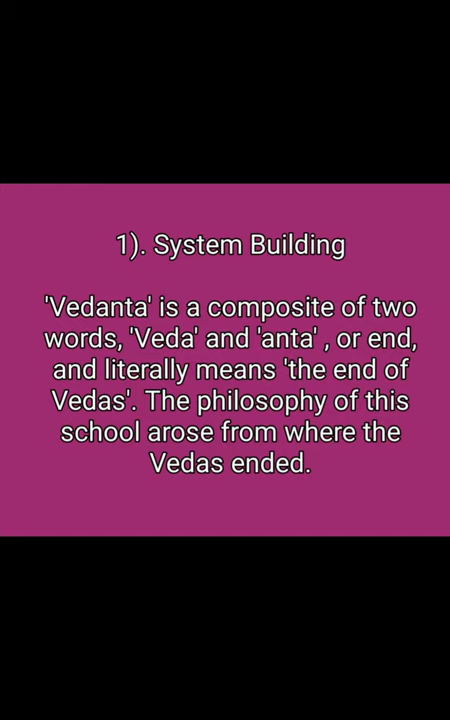 1). System Building
'Vedanta' is a composite of two
words, 'Veda' and 'anta' , or end,
and literally means 'the end of
Vedas'. The philosophy of this
school arose from where the
Vedas ended.